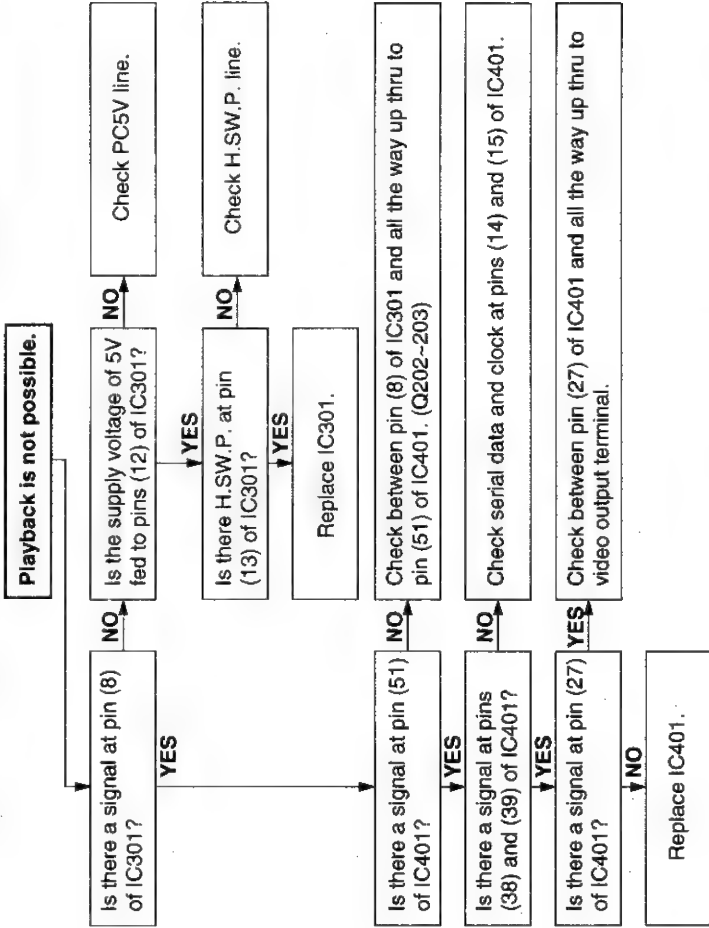 Playback is not possible.
Is there a signal at pin (8)
of IC301?
NO
Is the supply voltage of 5V
fed to pins (12) of IC301?
NO
Check PC5V line.
YES
Is there H.SW.P. at pin
(13) of IC301?
NO
Check H.SW.P. line.
YES
Replace IC301.
YES
Is there a signal at pin (51)
of IC401?
NO
Check between pin (8) of IC301 and all the way up thru to
pin (51) of IC401. (Q202~203)
YES
Is there a signal at pins
(38) and (39) of IC401?
NO
Check serial data and clock at pins (14) and (15) of IC401.
YES
Is there a signal at pin (27)
of IC401?
YES
Check between pin (27) of IC401 and all the way up thru to
video output terminal.
NO
Replace IC401.